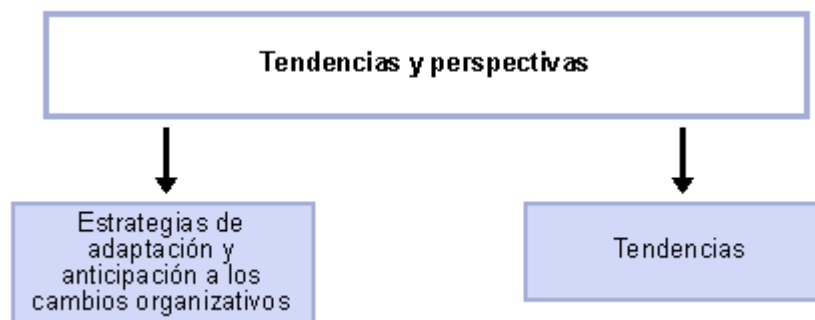 Tendencias y perspectivas
Estrategias de
adaptación y
anticipación a los
cambios organizativos
Tendencias